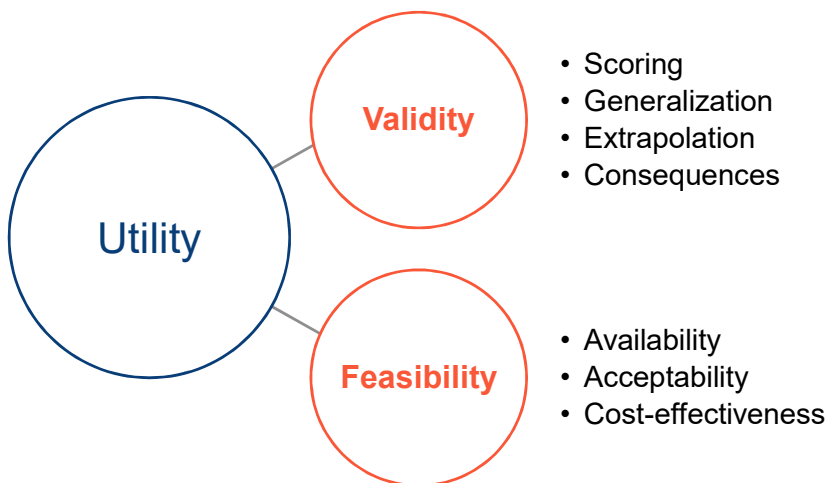 Utility
Validity
• Scoring
• Generalization
• Extrapolation
• Consequences
Feasibility
• Availability
• Acceptability
• Cost-effectiveness